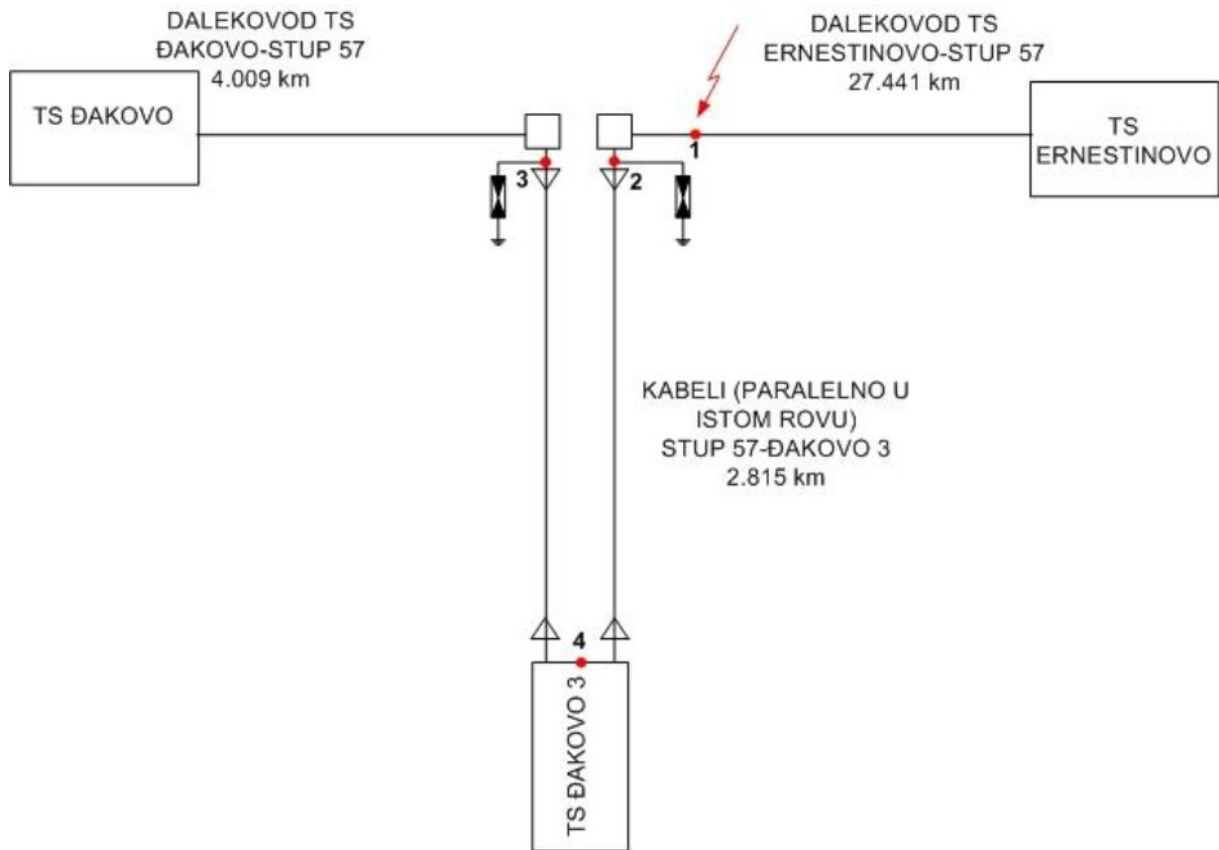 DALEKOVOD TS
ĐAKOVO-STUP 57
4.009 km
DALEKOVOD TS
ERNESTINOVO-STUP 57
27.441 km
TS ĐAKOVO
TS
ERNESTINOVO
1
3
2
KABELI (PARALELNO U
ISTOM ROVU)
STUP 57-ĐAKOVO 3
2.815 km
4
TS ĐAKOVO 3